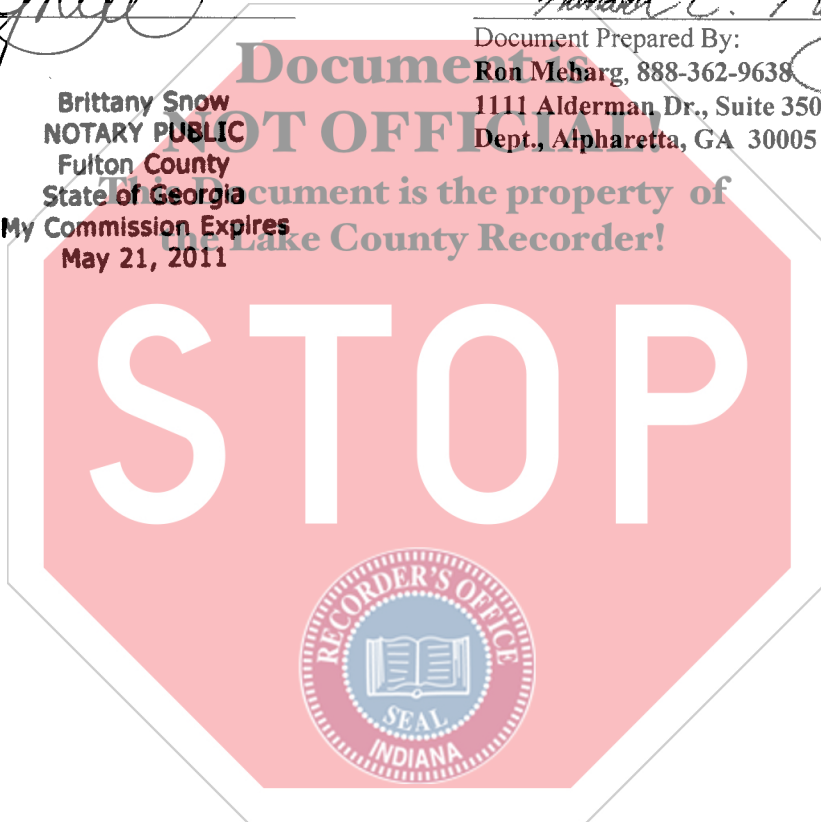 Document Prepared By:
Ron Meharg, 888-362-9638
1111 Alderman Dr., Suite 350
Dept., Alpharetta, GA 30005
Brittany Snow
NOTARY PUBLIC
Fulton County
State of Georgia
My Commission Expires
May 21, 2011
Document is
NOT OFFICIAL!
This Document is the property of
the Lake County Recorder!
STOP
RECORDER'S OFFICE
SEAL
INDIANA